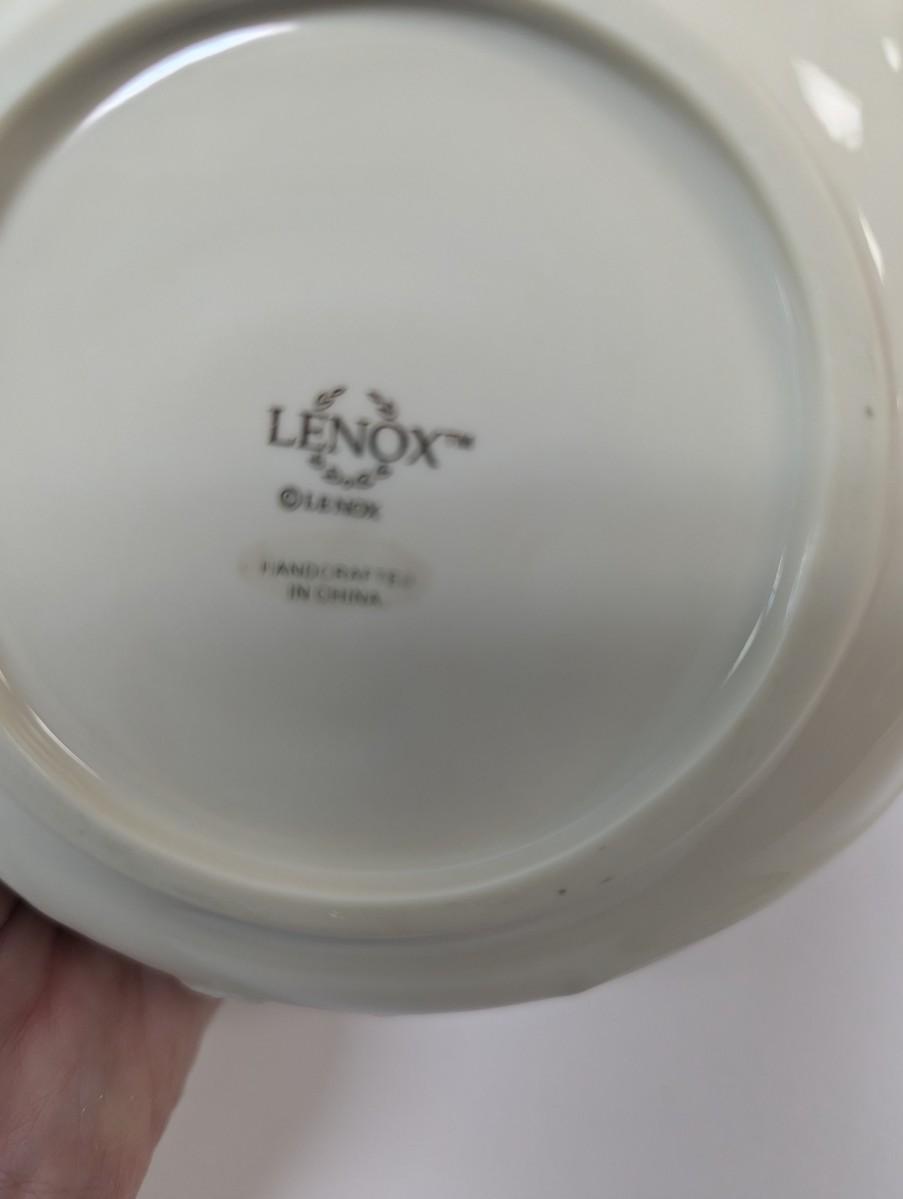 LENOX™
©LENOX
HANDCRAFTED
IN CHINA